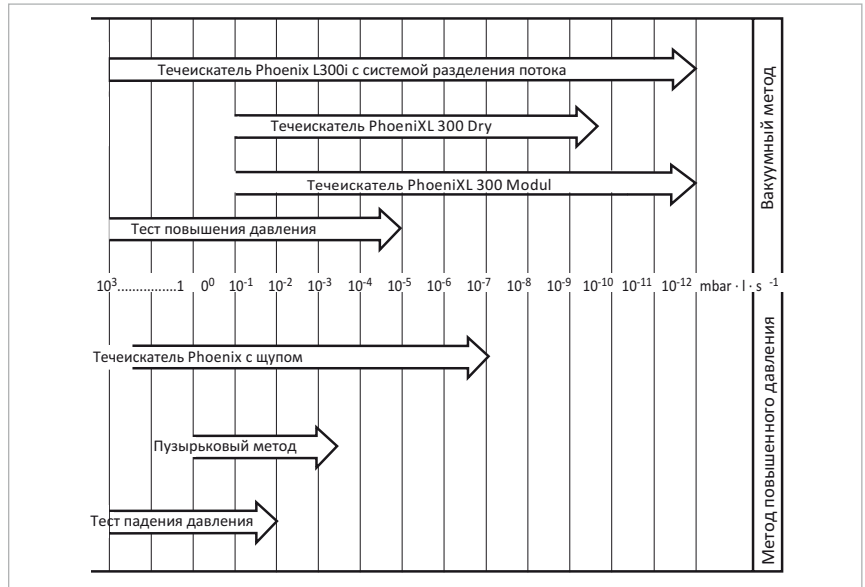 Течеискатель Phoenix L300i с системой разделения потока
Течеискатель PhoeniXL 300 Dry
Течеискатель PhoeniXL 300 Modul
Тест повышения давления
Вакуумный метод
10³...............1 0⁰ 10⁻¹ 10⁻² 10⁻³ 10⁻⁴ 10⁻⁵ 10⁻⁶ 10⁻⁷ 10⁻⁸ 10⁻⁹ 10⁻¹⁰ 10⁻¹¹ 10⁻¹² mbar · l · s ⁻¹
Течеискатель Phoenix с щупом
Пузырьковый метод
Тест падения давления
Метод повышенного давления